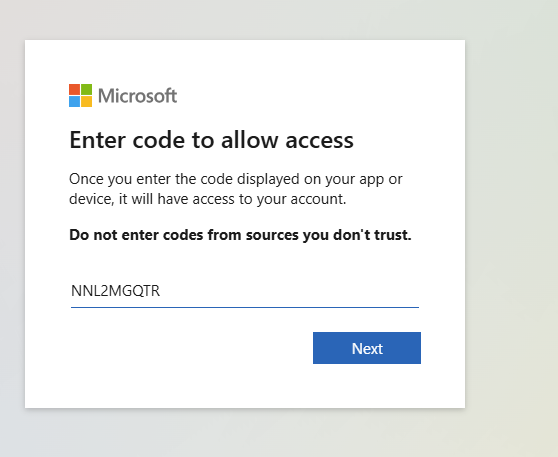 Microsoft
Enter code to allow access
Once you enter the code displayed on your app or
device, it will have access to your account.
Do not enter codes from sources you don't trust.
NNL2MGQTR
Next